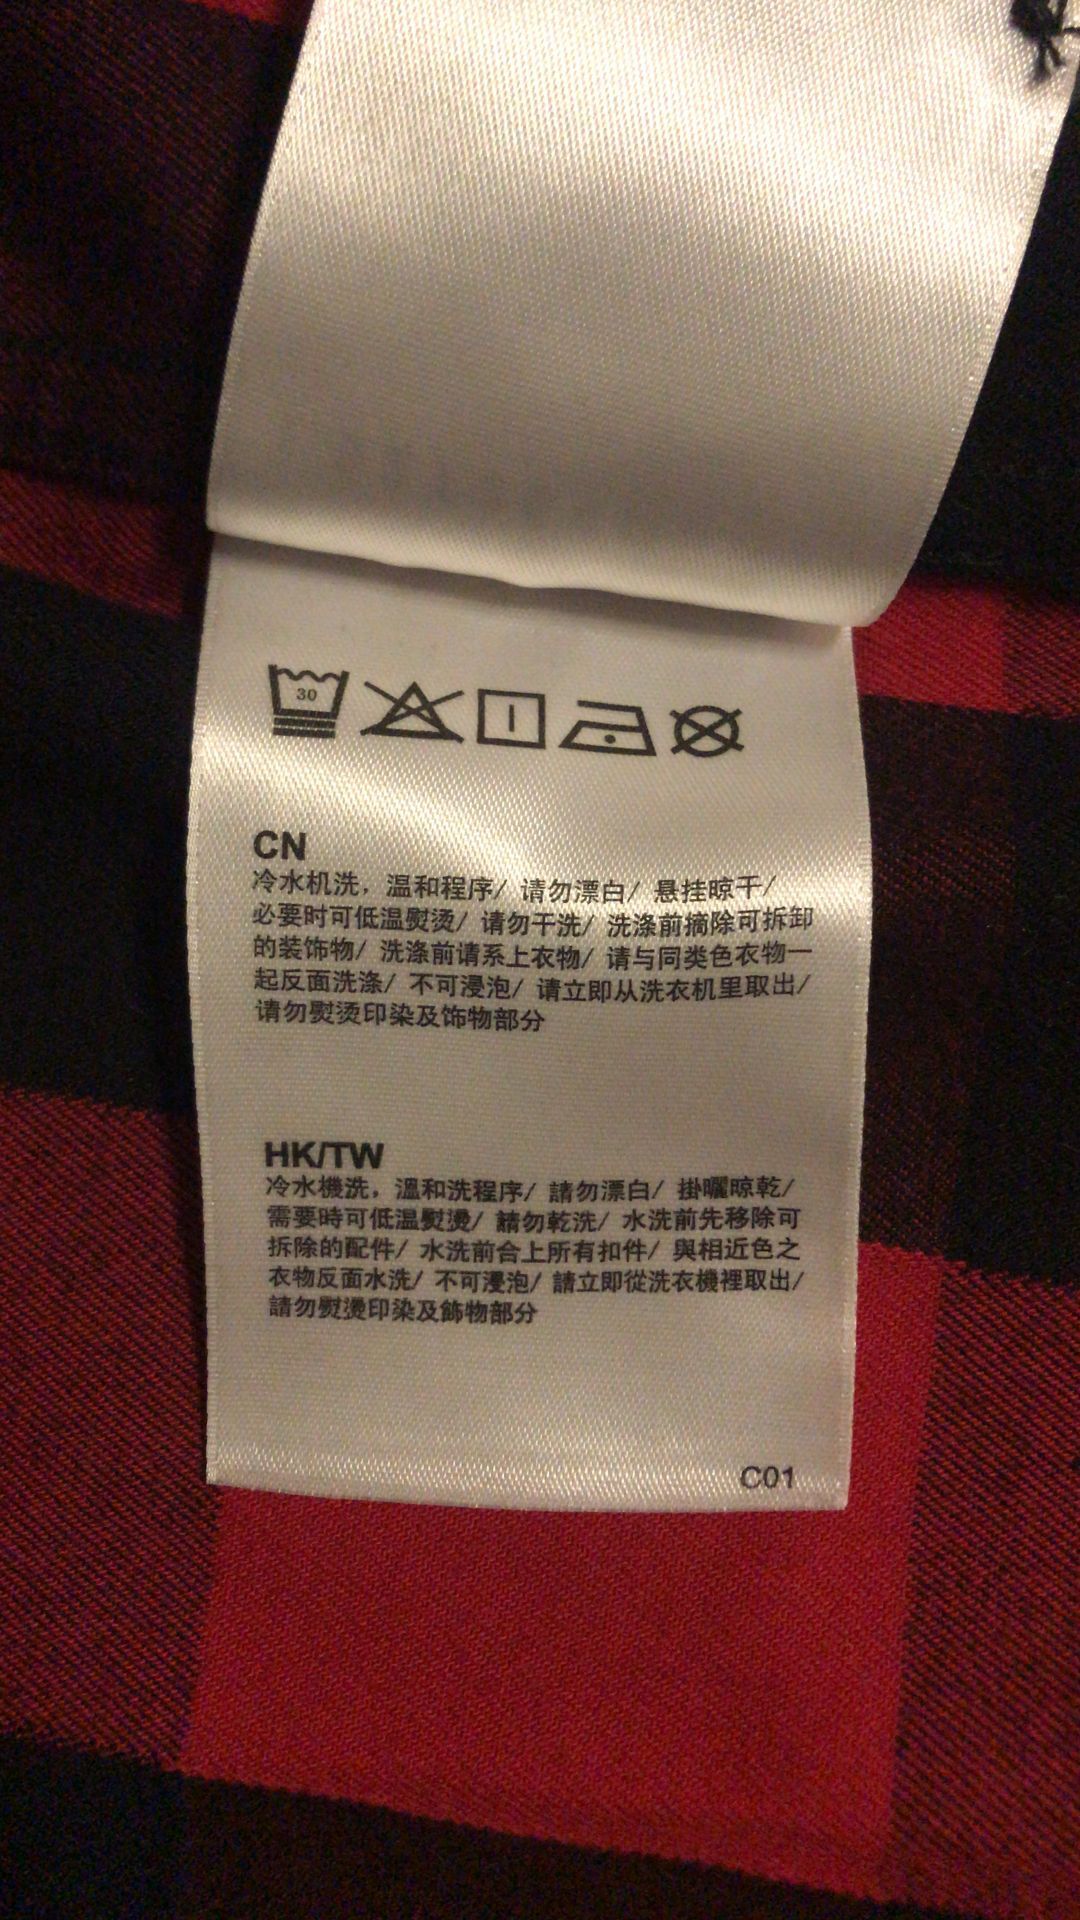 30
CN
冷水机洗，温和程序/ 请勿漂白/ 悬挂晾干/
必要时可低温熨烫/ 请勿干洗/ 洗涤前摘除可拆卸
的装饰物/ 洗涤前请系上衣物/ 请与同类色衣物一
起反面洗涤/ 不可浸泡/ 请立即从洗衣机里取出/
请勿熨烫印染及饰物部分
HK/TW
冷水機洗，溫和洗程序/ 請勿漂白/ 掛曬晾乾/
需要時可低温熨燙/ 請勿乾洗/ 水洗前先移除可
拆除的配件/ 水洗前合上所有扣件/ 與相近色之
衣物反面水洗/ 不可浸泡/ 請立即從洗衣機裡取出/
請勿熨燙印染及飾物部分
C01